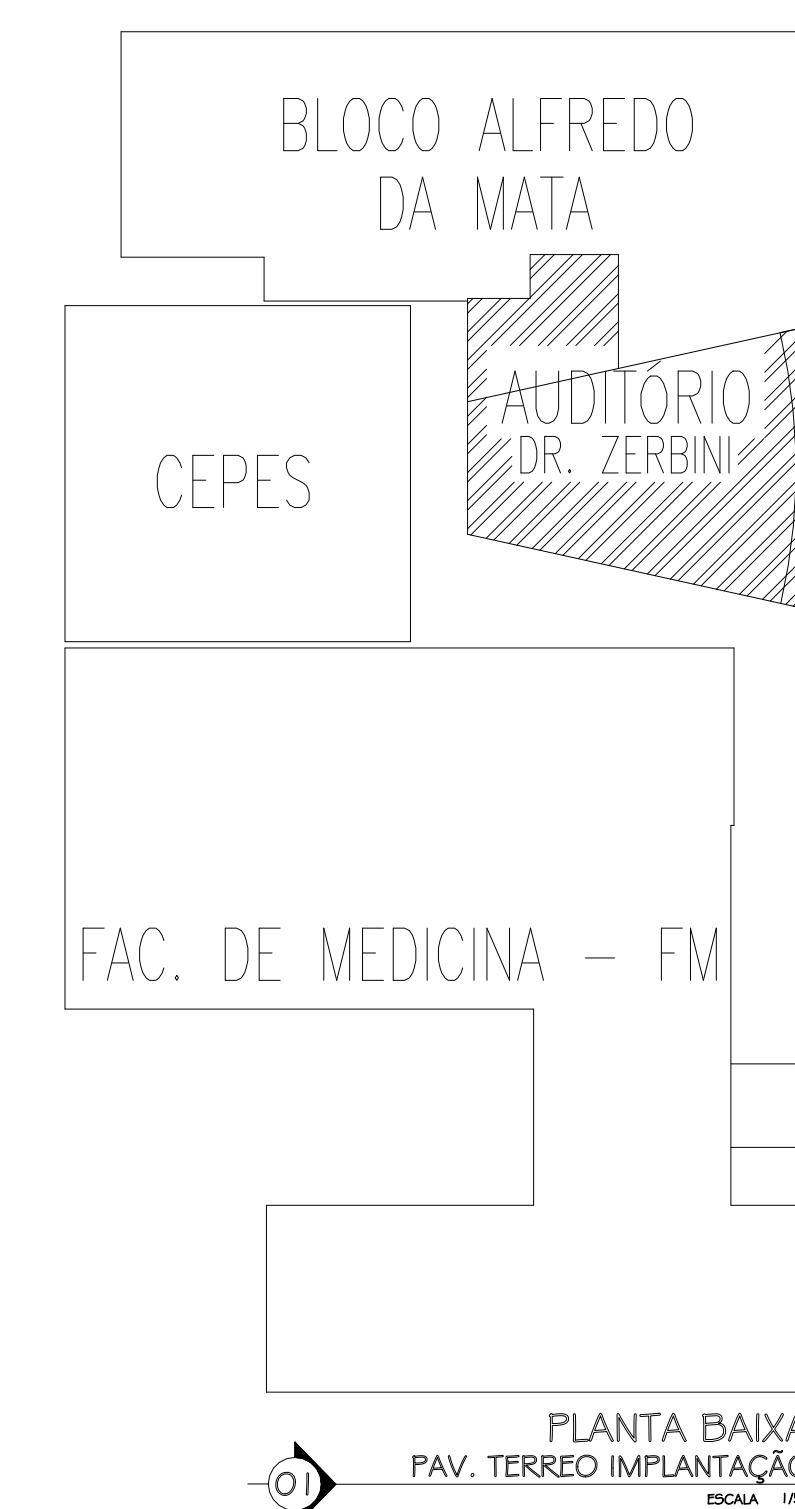 BLOCO ALFREDO
DA MATA
AUDITÓRIO
DR. ZERBINI
CEPES
FAC. DE MEDICINA - FM
PLANTA BAIXA
PAV. TERREO IMPLANTAÇÃO
01
ESCALA